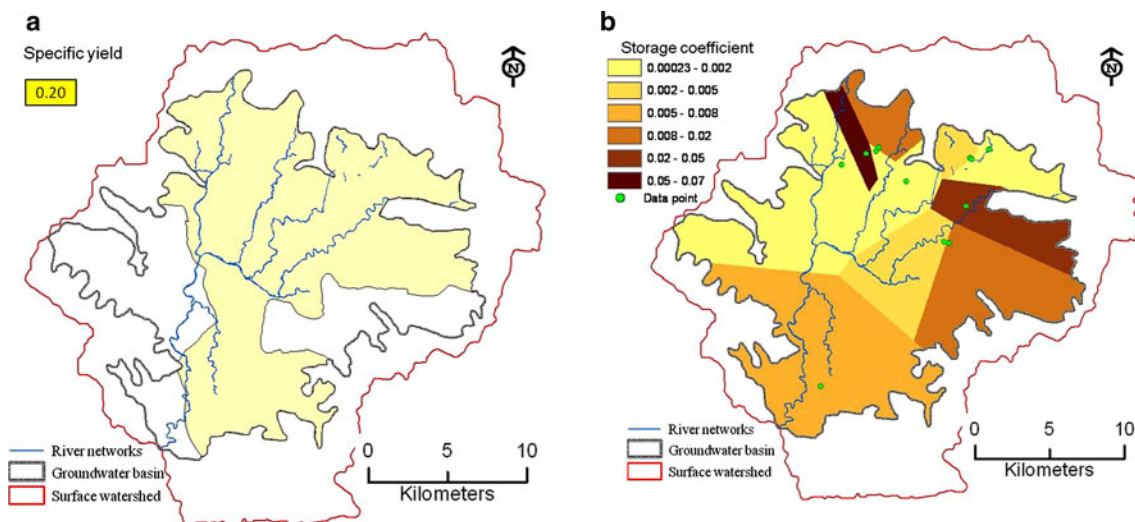 a
Specific yield
0.20
N
River networks
Groundwater basin
Surface watershed
0 5 10
Kilometers
b
Storage coefficient
0.00023 - 0.002
0.002 - 0.005
0.005 - 0.008
0.008 - 0.02
0.02 - 0.05
0.05 - 0.07
Data point
N
River networks
Groundwater basin
Surface watershed
0 5 10
Kilometers